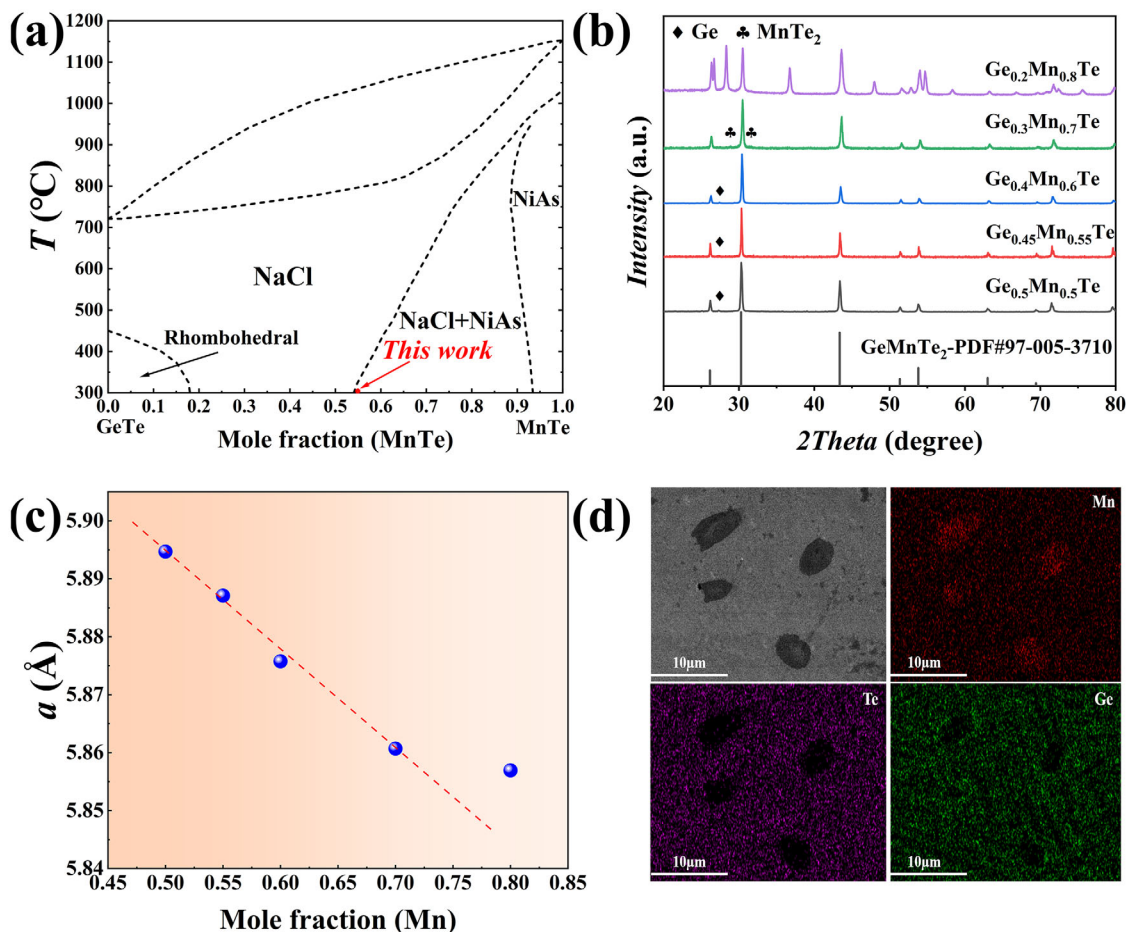 (a)
1200
1100
1000
900
800
700
600
500
400
300
T (°C)
NaCl
NiAs
NaCl+NiAs
Rhombohedral
This work
0.0 0.1 0.2 0.3 0.4 0.5 0.6 0.7 0.8 0.9 1.0
GeTe
Mole fraction (MnTe)
MnTe
(b)
♦ Ge ♣ MnTe₂
Ge₀.₂Mn₀.₈Te
♣ ♣
Ge₀.₃Mn₀.₇Te
♦
Ge₀.₄Mn₀.₆Te
♦
Ge₀.₄₅Mn₀.₅₅Te
♦
Ge₀.₅Mn₀.₅Te
GeMnTe₂-PDF#97-005-3710
Intensity (a.u.)
20 30 40 50 60 70 80
2Theta (degree)
(c)
5.90
5.89
5.88
5.87
5.86
5.85
5.84
a (Å)
0.45 0.50 0.55 0.60 0.65 0.70 0.75 0.80 0.85
Mole fraction (Mn)
(d)
10μm
Mn
10μm
Te
10μm
Ge
10μm